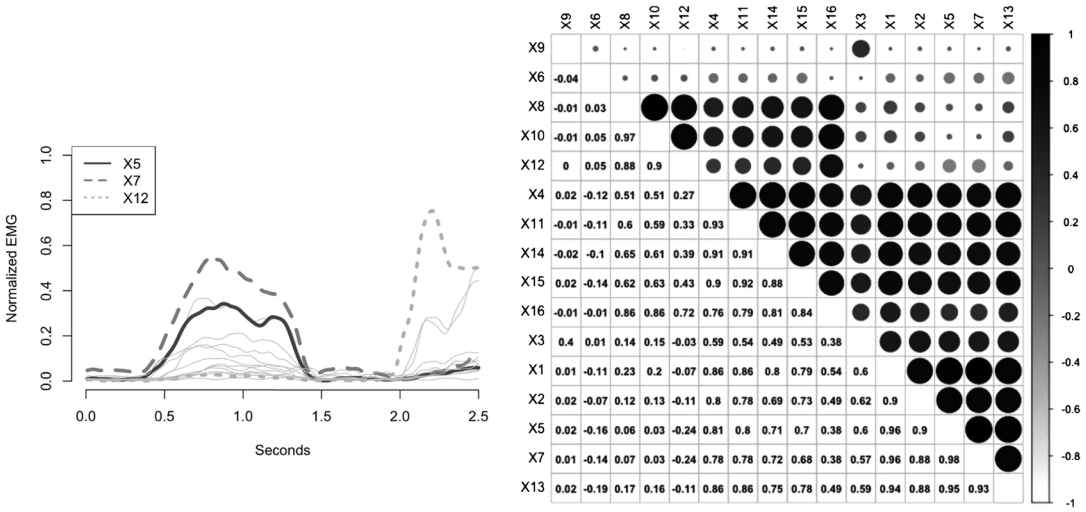 X5
X7
X12
Normalized EMG
1.0
0.8
0.6
0.4
0.2
0.0
0.0 0.5 1.0 1.5 2.0 2.5
Seconds
X9 X6 X8 X10 X12 X4 X11 X14 X15 X16 X3 X1 X2 X5 X7 X13
X9
X6 -0.04
X8 -0.01 0.03
X10 -0.01 0.05 0.97
X12 0 0.05 0.88 0.9
X4 0.02 -0.12 0.51 0.51 0.27
X11 -0.01 -0.11 0.6 0.59 0.33 0.93
X14 -0.02 -0.1 0.65 0.61 0.39 0.91 0.91
X15 0.02 -0.14 0.62 0.63 0.43 0.9 0.92 0.88
X16 -0.01 -0.01 0.86 0.86 0.72 0.76 0.79 0.81 0.84
X3 0.4 0.01 0.14 0.15 -0.03 0.59 0.54 0.49 0.53 0.38
X1 0.01 -0.11 0.23 0.2 -0.07 0.86 0.86 0.8 0.79 0.54 0.6
X2 0.02 -0.07 0.12 0.13 -0.11 0.8 0.78 0.69 0.73 0.49 0.62 0.9
X5 0.02 -0.16 0.06 0.03 -0.24 0.81 0.8 0.71 0.7 0.38 0.6 0.96 0.9
X7 0.01 -0.14 0.07 0.03 -0.24 0.78 0.78 0.72 0.68 0.38 0.57 0.96 0.88 0.98
X13 0.02 -0.19 0.17 0.16 -0.11 0.86 0.86 0.75 0.78 0.49 0.59 0.94 0.88 0.95 0.93
1
0.8
0.6
0.4
0.2
0
-0.2
-0.4
-0.6
-0.8
-1